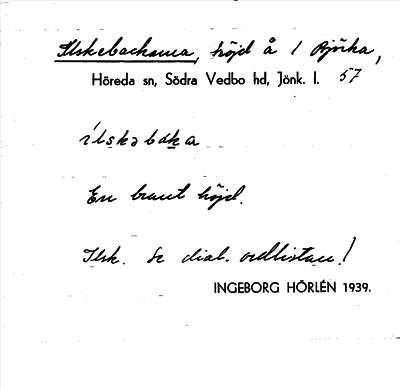 Ilskebackarna, höjd å 1 Björka,
Höreda sn, Södra Vedbo hd, Jönk. l. 57
ilskəbáka
En brant höjd.
Ilsk. Se dial. ordlistan!
INGEBORG HÖRLÉN 1939.